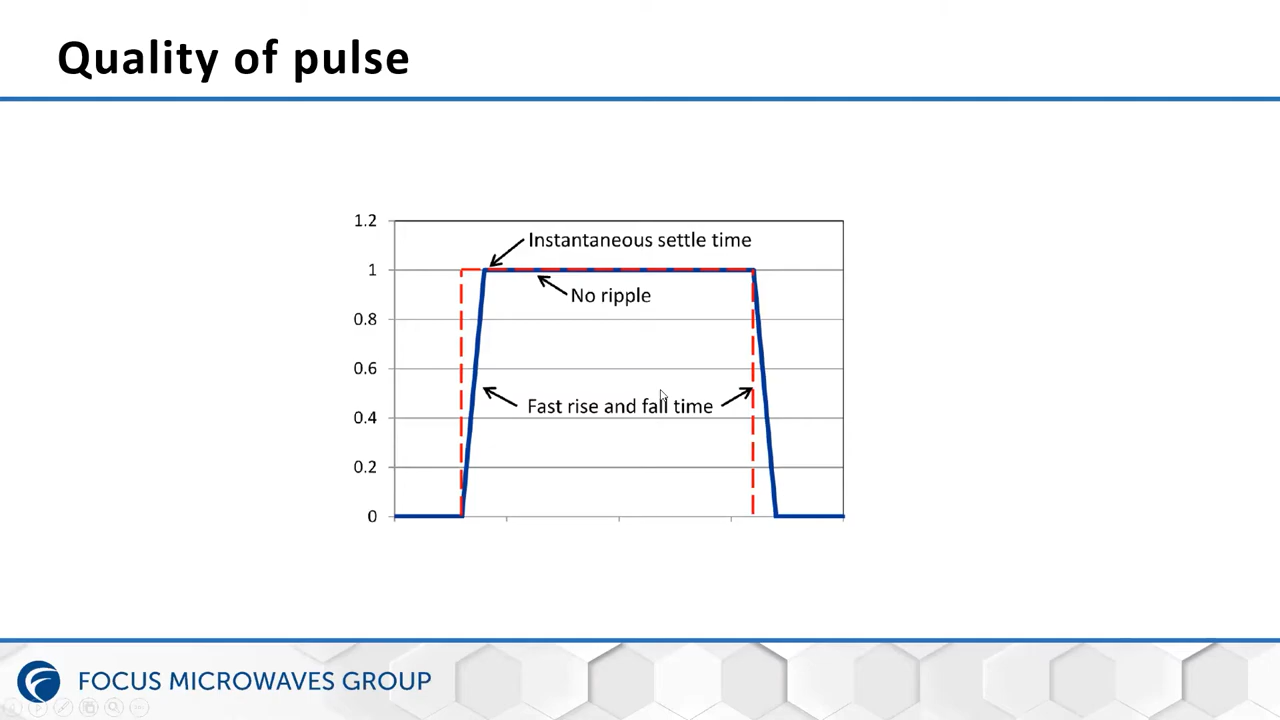 Quality of pulse
1.2
Instantaneous settle time
1
No ripple
0.8
0.6
Fast rise and fall time
0.4
0.2
0
FOCUS MICROWAVES GROUP